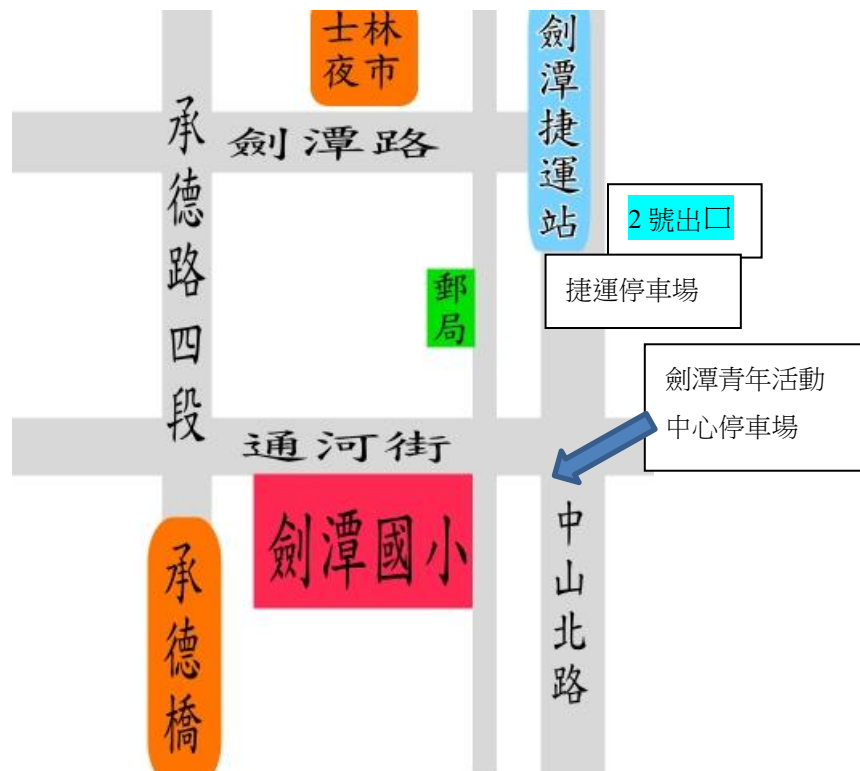 士林
夜市
劍潭捷運站
承德路四段
劍潭路
2 號出口
捷運停車場
郵局
劍潭青年活動
中心停車場
通河街
劍潭國小
中山北路
承德橋